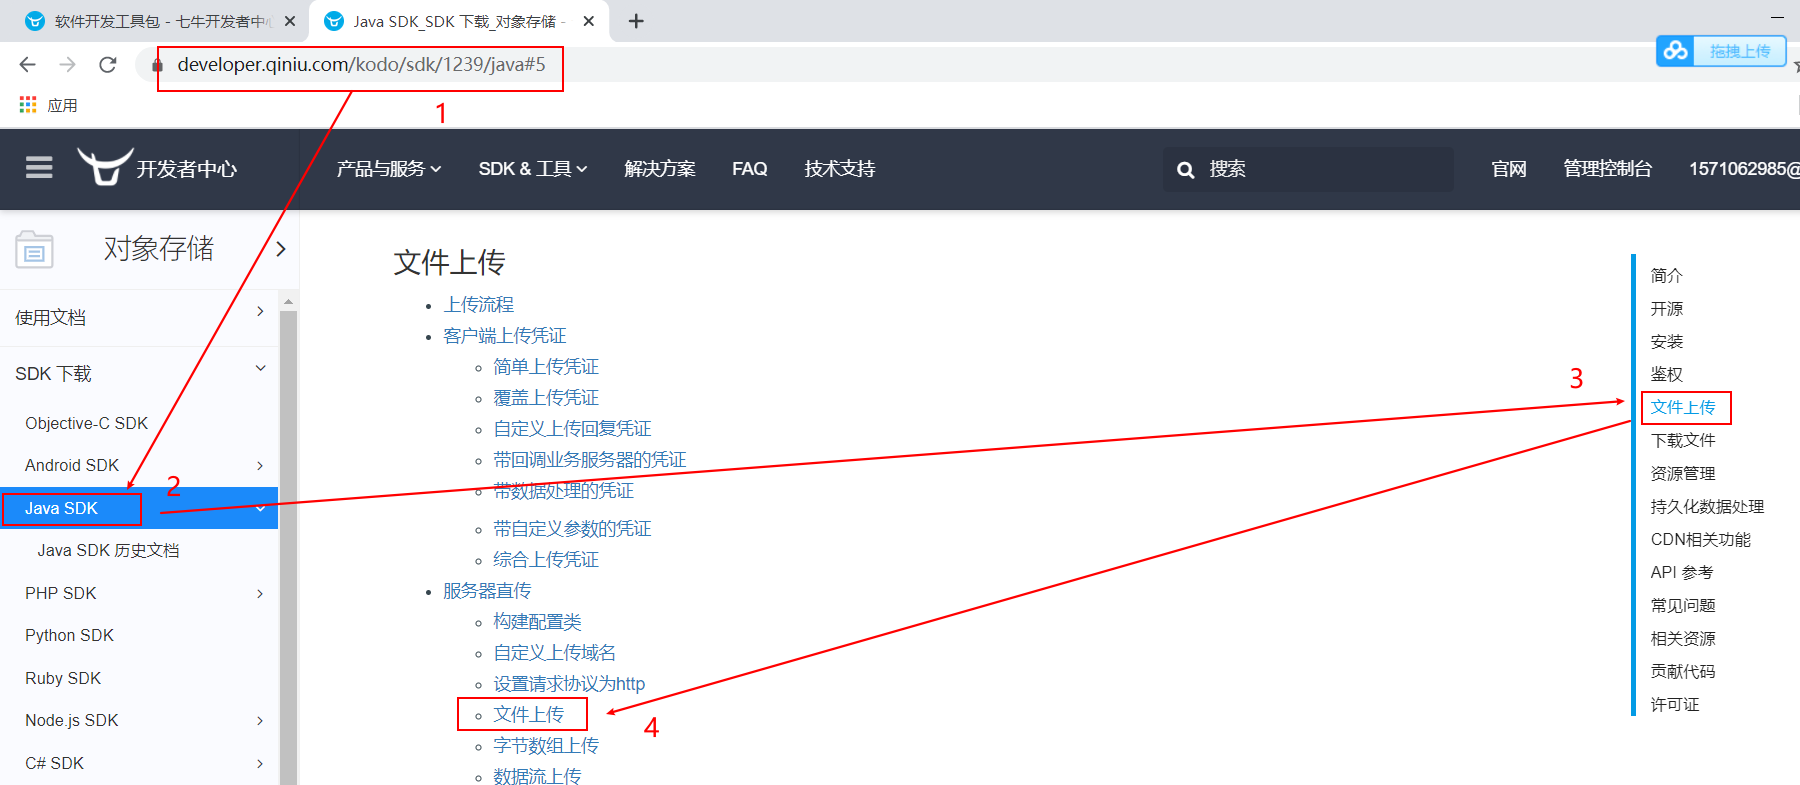 软件开发工具包 - 七牛开发者中心
Java SDK_SDK 下载_对象存储 -
developer.qiniu.com/kodo/sdk/1239/java#5
拖拽上传
1
应用
开发者中心
产品与服务
SDK & 工具
解决方案
FAQ
技术支持
搜索
官网
管理控制台
1571062985@
对象存储
使用文档
SDK 下载
Objective-C SDK
Android SDK
2
Java SDK
Java SDK 历史文档
PHP SDK
Python SDK
Ruby SDK
Node.js SDK
C# SDK
文件上传
上传流程
客户端上传凭证
简单上传凭证
覆盖上传凭证
自定义上传回复凭证
带回调业务服务器的凭证
带数据处理的凭证
带自定义参数的凭证
综合上传凭证
服务器直传
构建配置类
自定义上传域名
设置请求协议为http
文件上传
4
字节数组上传
数据流上传
简介
开源
安装
鉴权
3
文件上传
下载文件
资源管理
持久化数据处理
CDN相关功能
API 参考
常见问题
相关资源
贡献代码
许可证